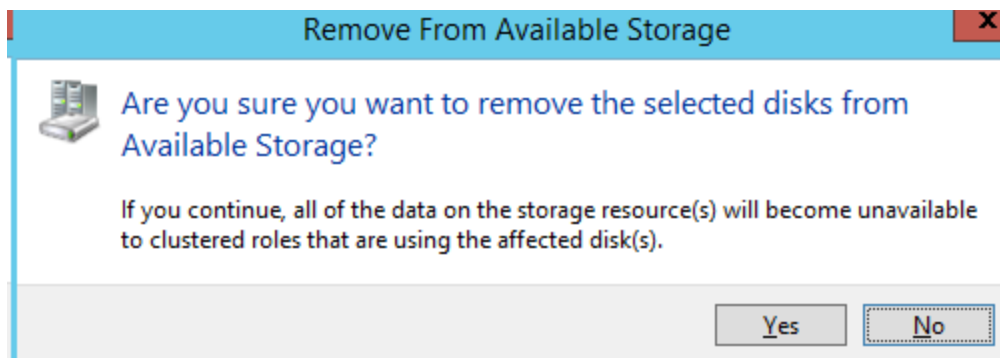 Remove From Available Storage
x
Are you sure you want to remove the selected disks from
Available Storage?
If you continue, all of the data on the storage resource(s) will become unavailable
to clustered roles that are using the affected disk(s).
Yes
No